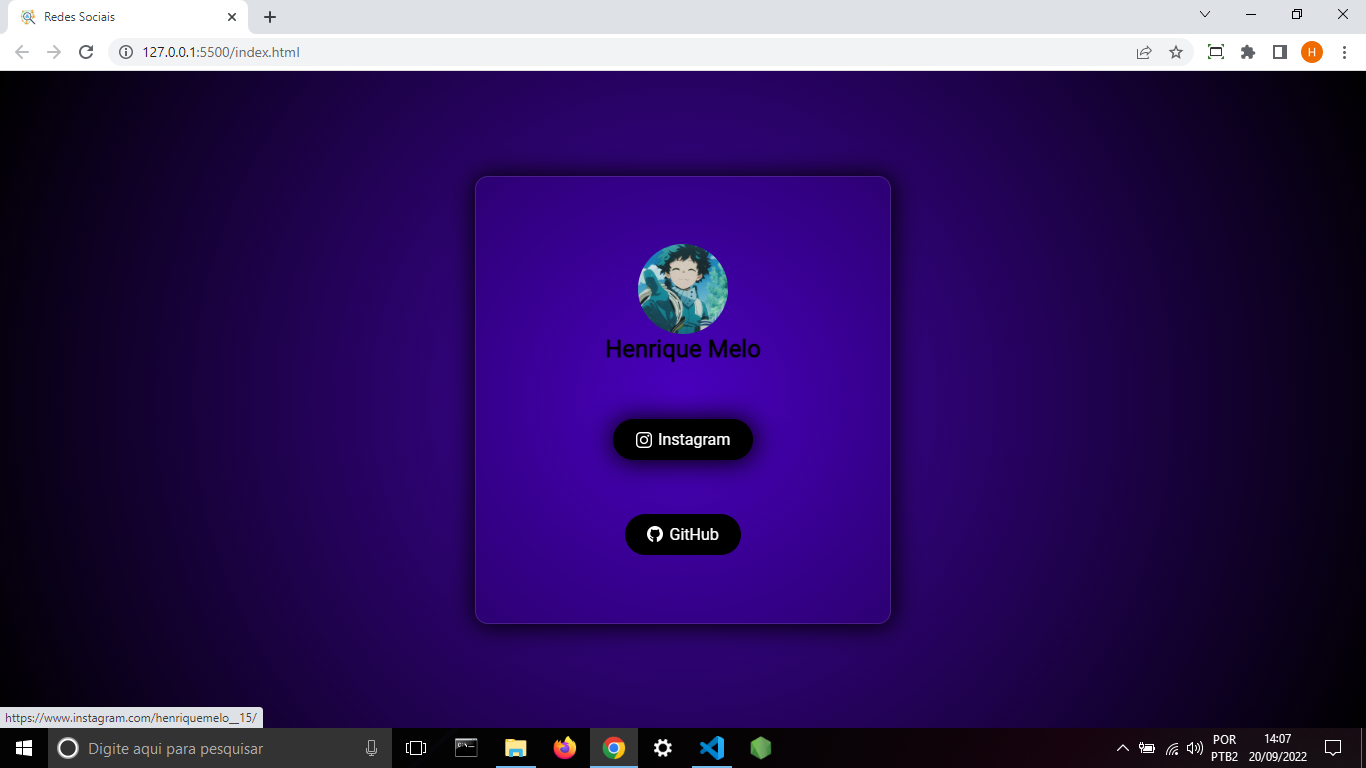 Redes Sociais
127.0.0.1:5500/index.html
H
Henrique Melo
Instagram
GitHub
https://www.instagram.com/henriquemelo__15/
Digite aqui para pesquisar
POR
PTB2
14:07
20/09/2022